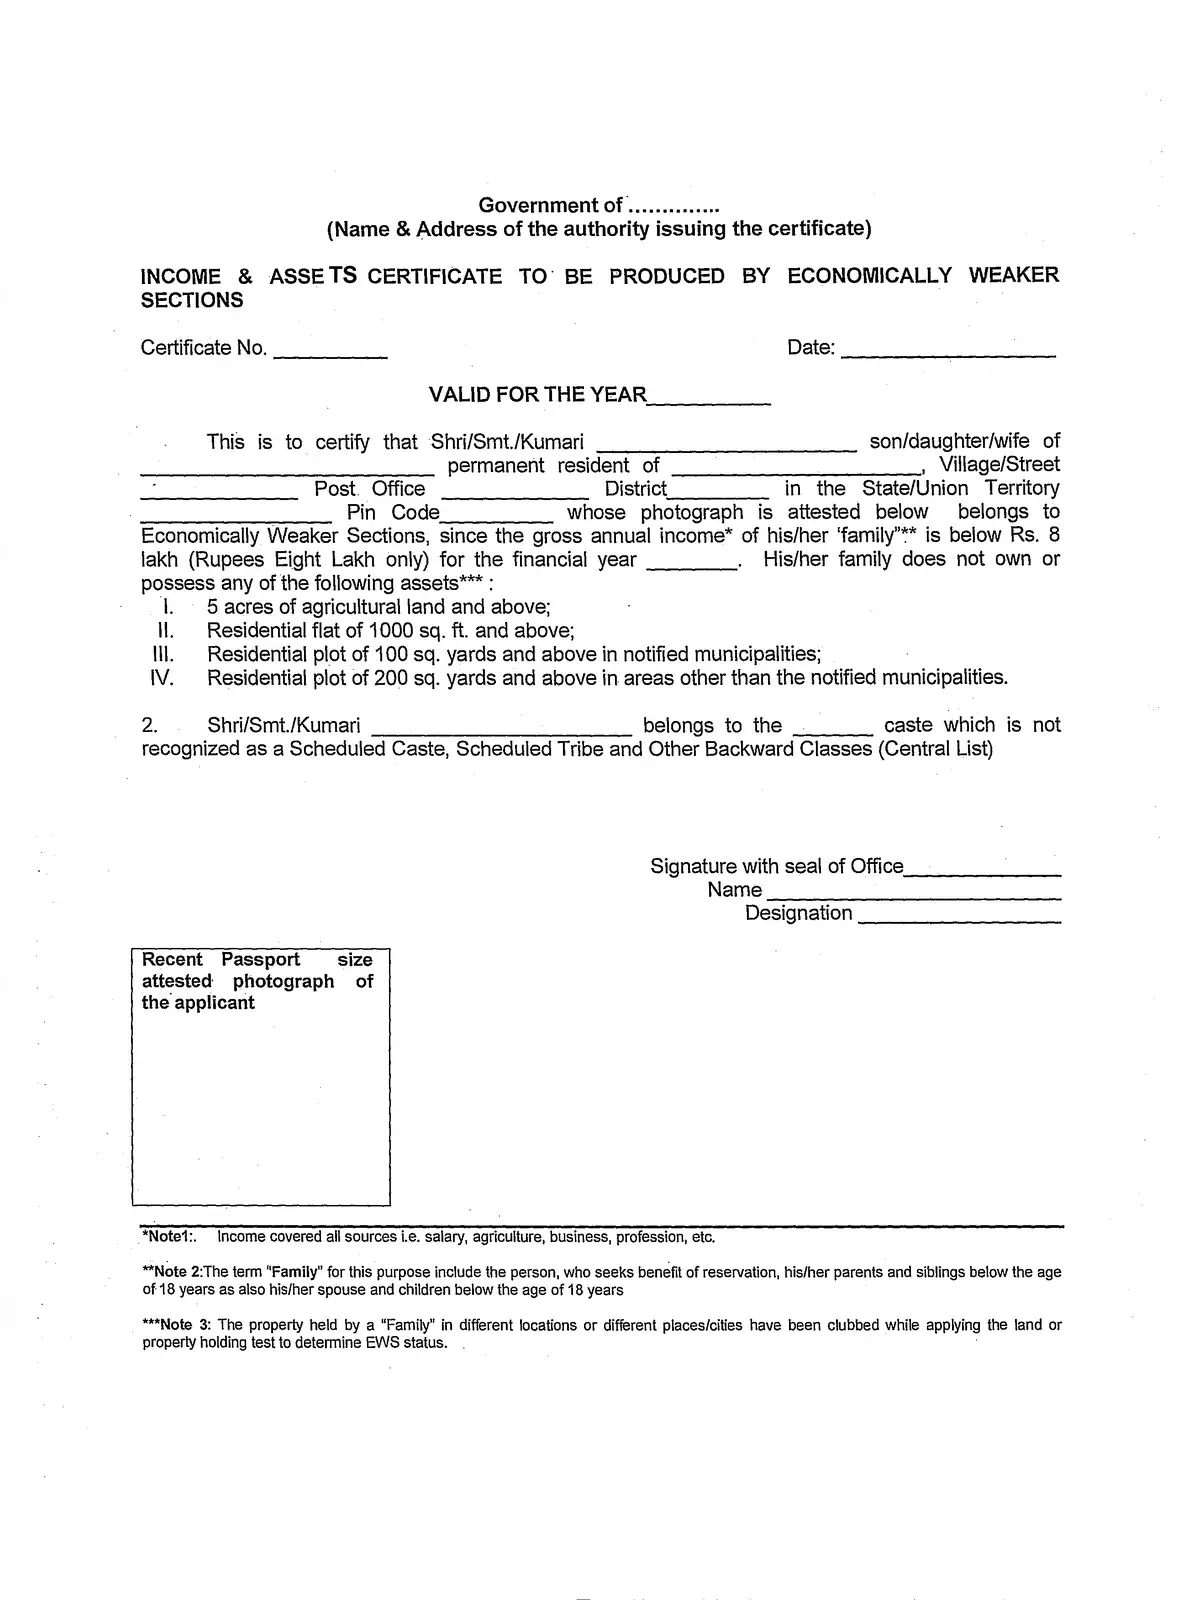 Government of ..............
(Name & Address of the authority issuing the certificate)
INCOME & ASSETS CERTIFICATE TO BE PRODUCED BY ECONOMICALLY WEAKER
SECTIONS
Certificate No. __________ Date: ___________________
VALID FOR THE YEAR___________
This is to certify that Shri/Smt./Kumari _______________________ son/daughter/wife of
__________________________ permanent resident of ______________________, Village/Street
______________ Post Office _____________ District_________ in the State/Union Territory
_________________ Pin Code__________ whose photograph is attested below belongs to
Economically Weaker Sections, since the gross annual income* of his/her 'family"** is below Rs. 8
lakh (Rupees Eight Lakh only) for the financial year ________. His/her family does not own or
possess any of the following assets*** :
I. 5 acres of agricultural land and above;
II. Residential flat of 1000 sq. ft. and above;
III. Residential plot of 100 sq. yards and above in notified municipalities;
IV. Residential plot of 200 sq. yards and above in areas other than the notified municipalities.
2. Shri/Smt./Kumari _______________________ belongs to the _______ caste which is not
recognized as a Scheduled Caste, Scheduled Tribe and Other Backward Classes (Central List)
Signature with seal of Office______________
Name __________________________
Designation __________________
Recent Passport size
attested photograph of
the applicant
*Note1:. Income covered all sources i.e. salary, agriculture, business, profession, etc.
**Note 2:The term "Family" for this purpose include the person, who seeks benefit of reservation, his/her parents and siblings below the age
of 18 years as also his/her spouse and children below the age of 18 years
***Note 3: The property held by a "Family" in different locations or different places/cities have been clubbed while applying the land or
property holding test to determine EWS status.